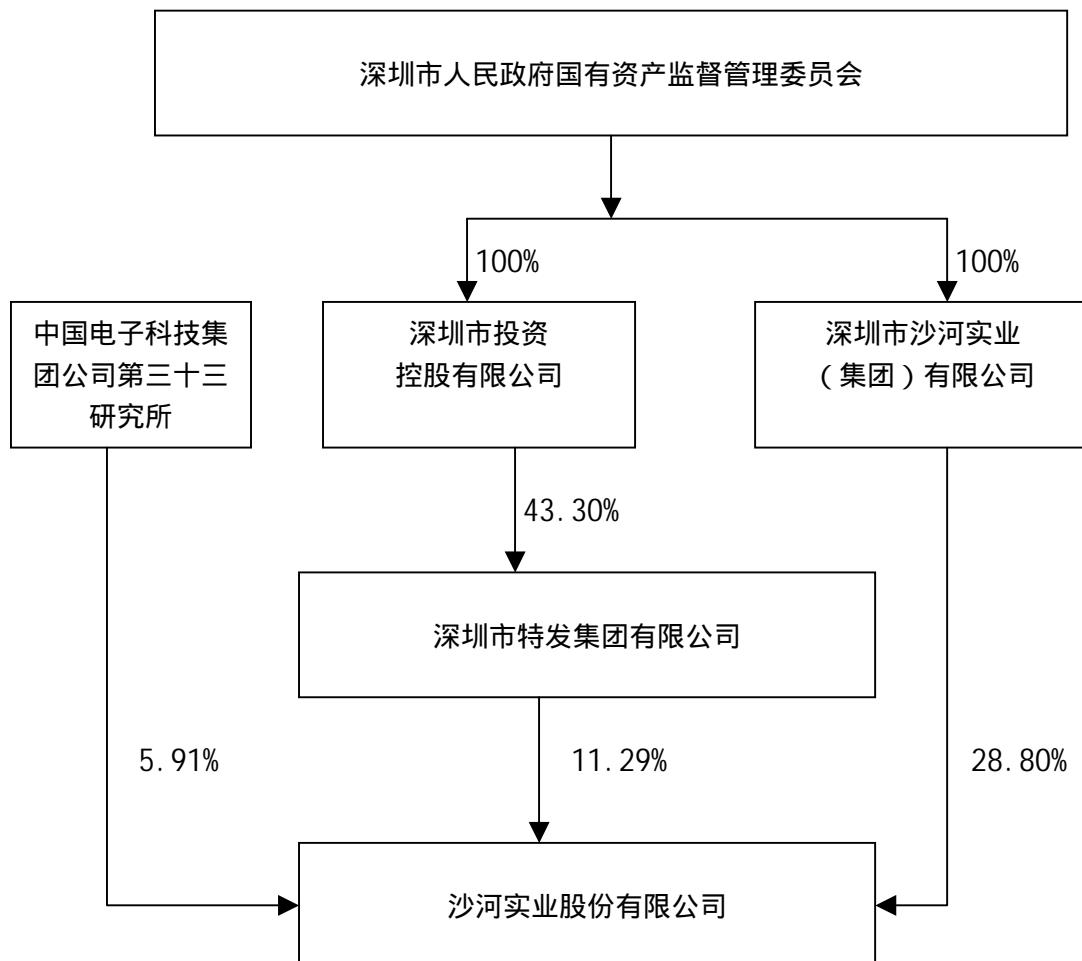 深圳市人民政府国有资产监督管理委员会
100%
100%
中国电子科技集
团公司第三十三
研究所
深圳市投资
控股有限公司
深圳市沙河实业
（集团）有限公司
43.30%
深圳市特发集团有限公司
5.91%
11.29%
28.80%
沙河实业股份有限公司